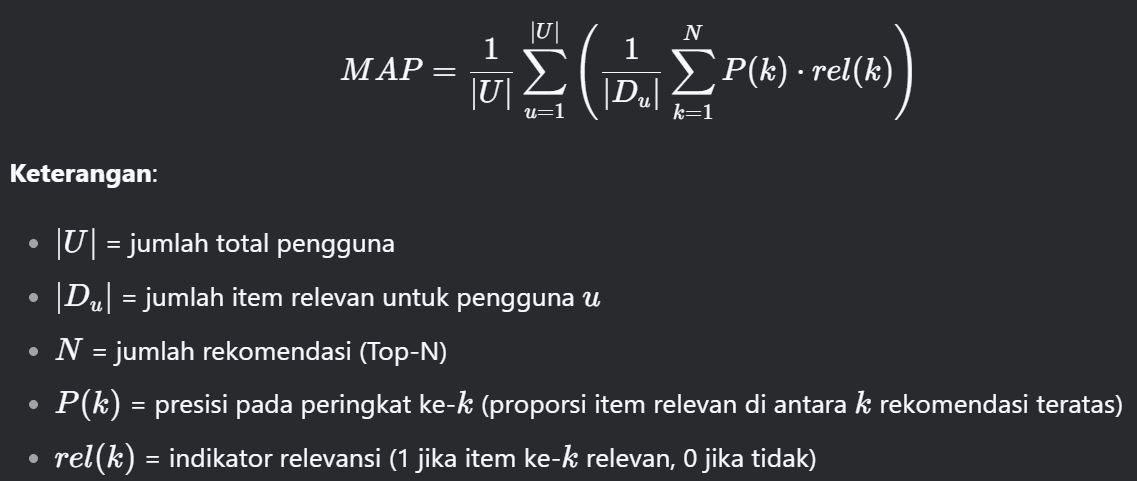 MAP = \frac{1}{|U|} \sum_{u=1}^{|U|} \left( \frac{1}{|D_u|} \sum_{k=1}^{N} P(k) \cdot rel(k) \right)
Keterangan:
• |U| = jumlah total pengguna
• |D_u| = jumlah item relevan untuk pengguna u
• N = jumlah rekomendasi (Top-N)
• P(k) = presisi pada peringkat ke-k (proporsi item relevan di antara k rekomendasi teratas)
• rel(k) = indikator relevansi (1 jika item ke-k relevan, 0 jika tidak)